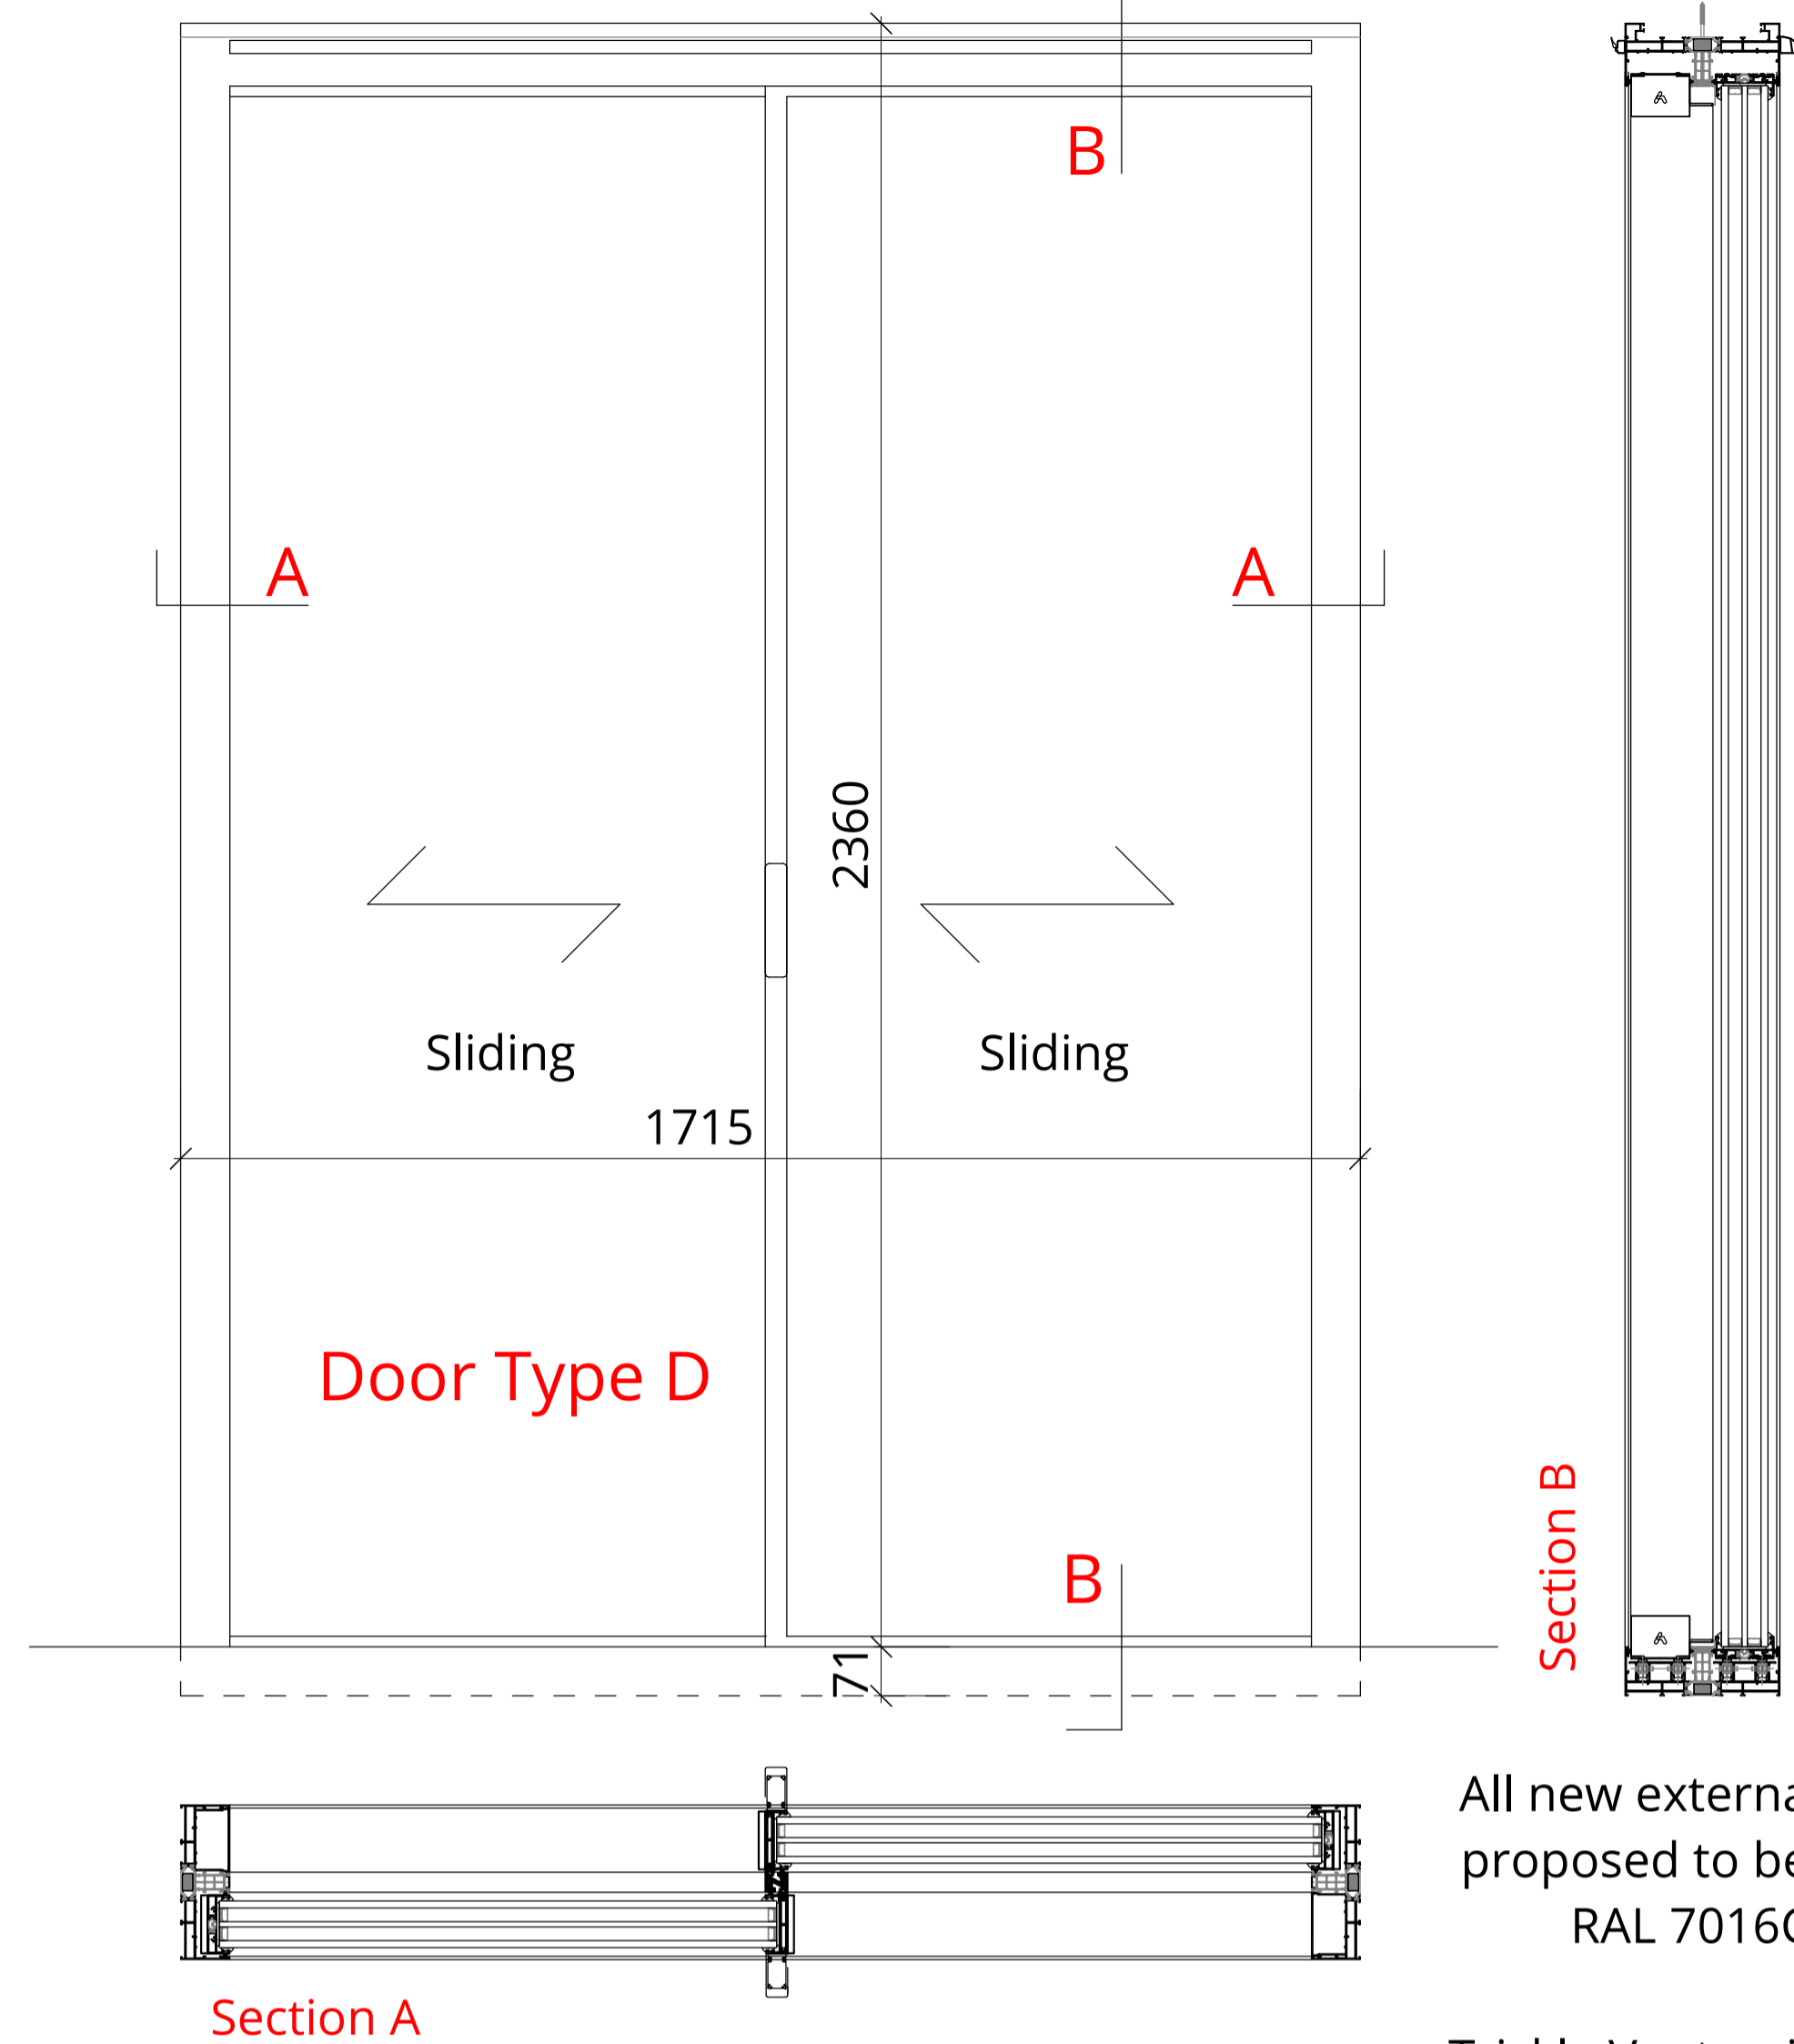 B
A
A
2360
Sliding
Sliding
1715
Door Type D
Section B
B
71
All new externa
proposed to be
RAL 7016
Section A